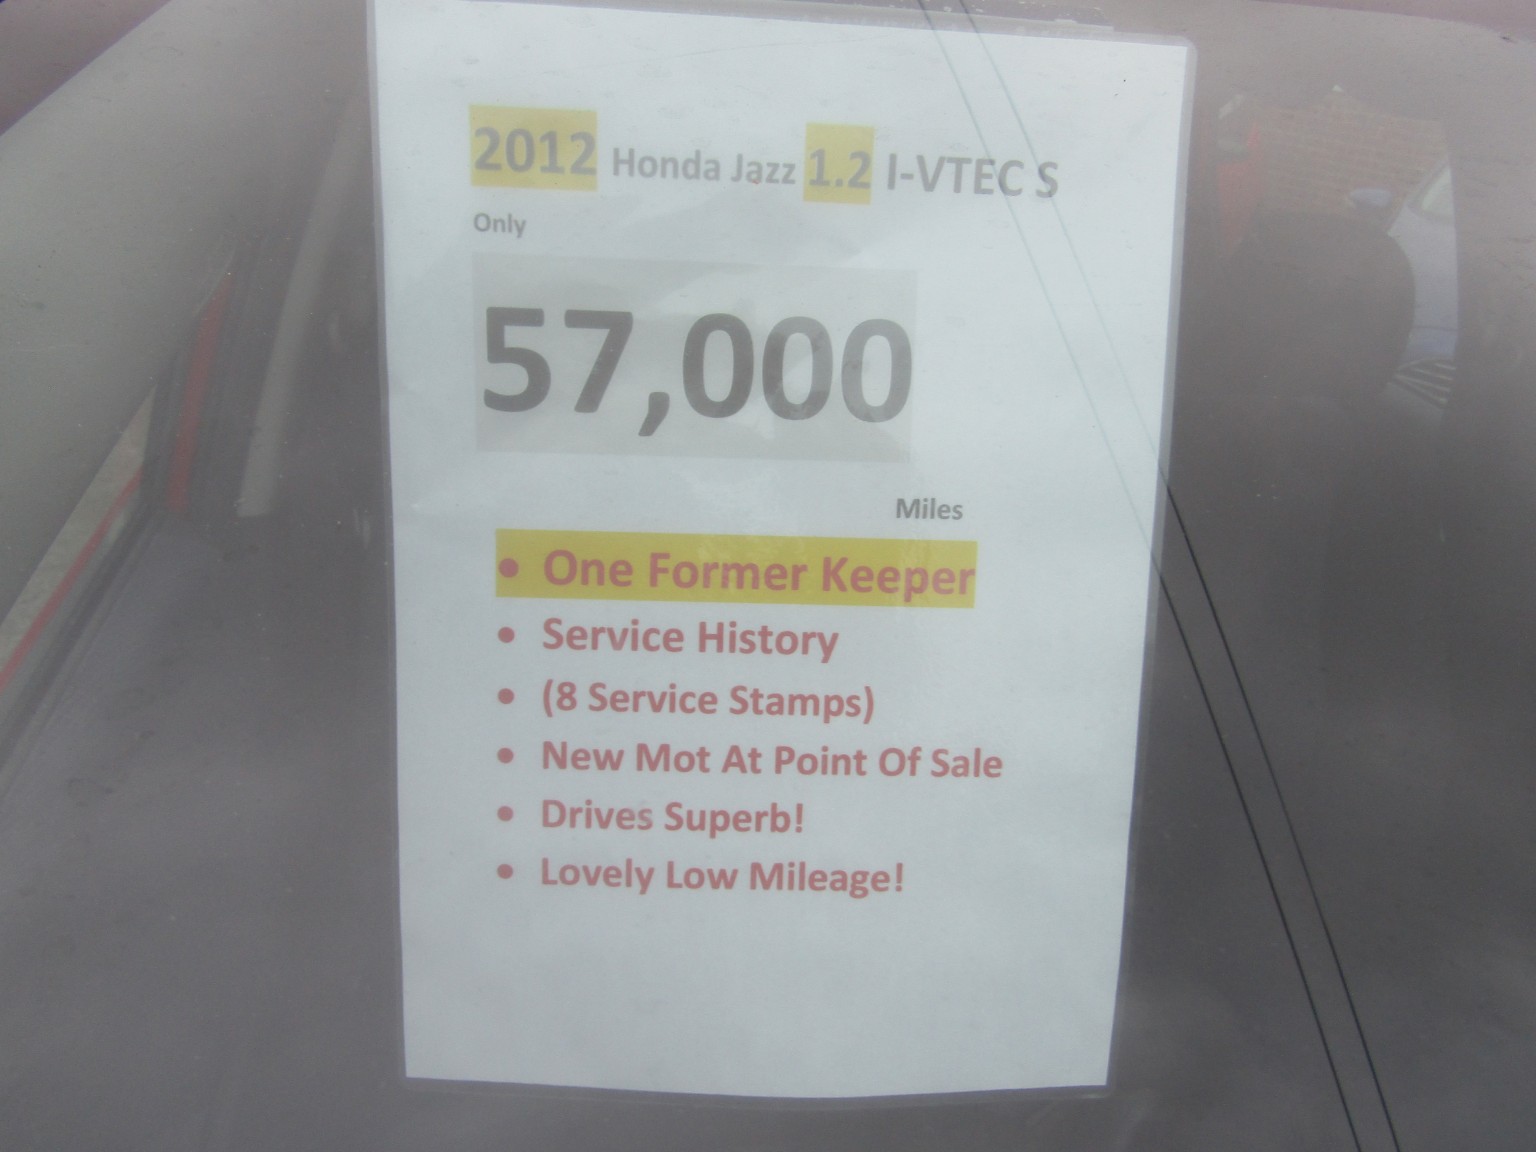 2012 Honda Jazz 1.2 I-VTEC S
Only
57,000
Miles
• One Former Keeper
• Service History
• (8 Service Stamps)
• New Mot At Point Of Sale
• Drives Superb!
• Lovely Low Mileage!